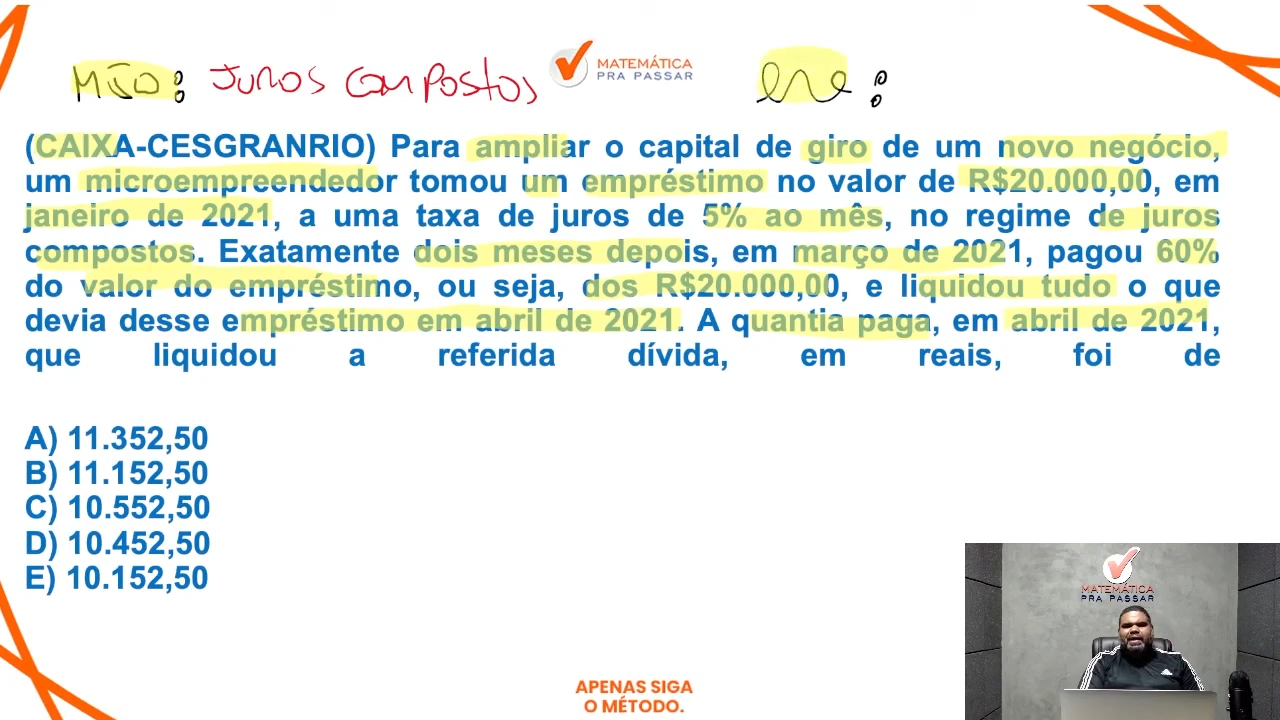 MJD: JUROS COMPOSTOS
MATEMÁTICA
PRA PASSAR
(CAIXA-CESGRANRIO) Para ampliar o capital de giro de um novo negócio,
um microempreendedor tomou um empréstimo no valor de R$20.000,00, em
janeiro de 2021, a uma taxa de juros de 5% ao mês, no regime de juros
compostos. Exatamente dois meses depois, em março de 2021, pagou 60%
do valor do empréstimo, ou seja, dos R$20.000,00, e liquidou tudo o que
devia desse empréstimo em abril de 2021. A quantia paga, em abril de 2021,
que liquidou a referida dívida, em reais, foi de
A) 11.352,50
B) 11.152,50
C) 10.552,50
D) 10.452,50
E) 10.152,50
MATEMÁTICA
PRA PASSAR
APENAS SIGA
O MÉTODO.